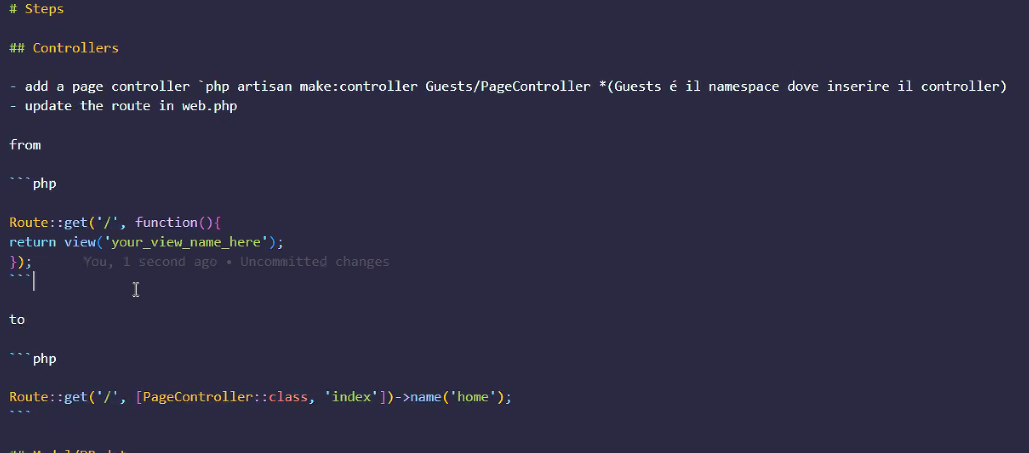 # Steps
## Controllers
- add a page controller `php artisan make:controller Guests/PageController *(Guests é il namespace dove inserire il controller)
- update the route in web.php
from
```php
Route::get('/', function(){
return view('your_view_name_here');
});
You, 1 second ago • Uncommitted changes
```
to
```php
Route::get('/', [PageController::class, 'index'])->name('home');
```